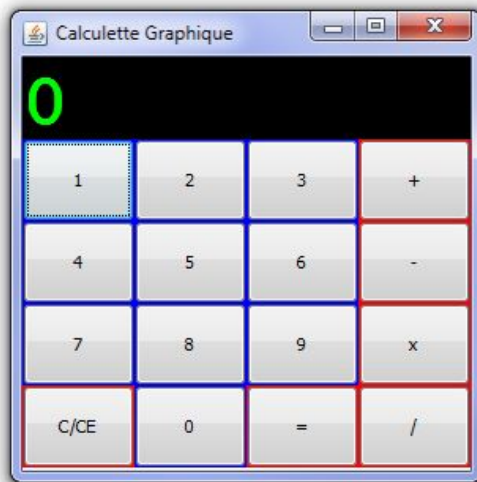 Calculette Graphique
0
1 2 3 +
4 5 6 -
7 8 9 x
C/CE 0 = /